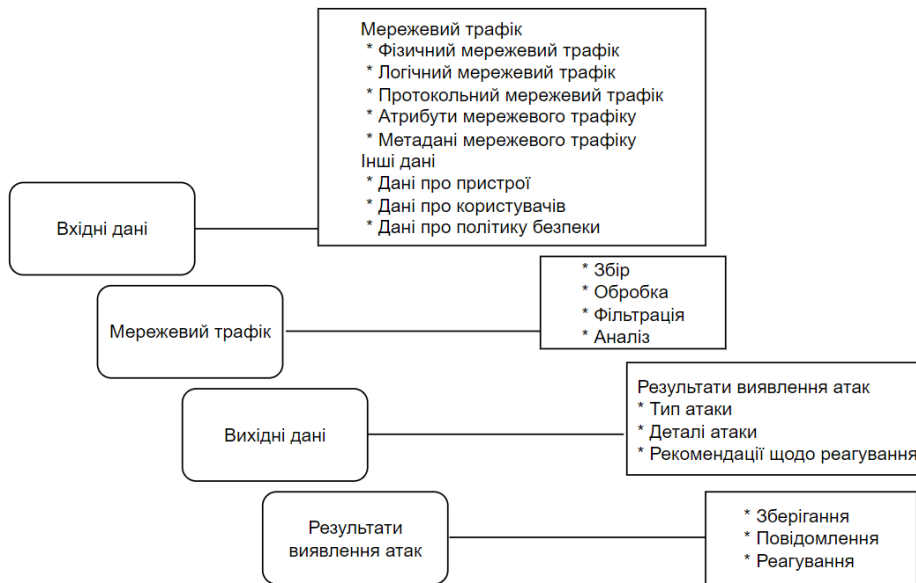 Мережевий трафік
* Фізичний мережевий трафік
* Логічний мережевий трафік
* Протокольний мережевий трафік
* Атрибути мережевого трафіку
* Метадані мережевого трафіку
Інші дані
* Дані про пристрої
* Дані про користувачів
* Дані про політику безпеки
Вхідні дані
* Збір
* Обробка
* Фільтрація
* Аналіз
Мережевий трафік
Результати виявлення атак
* Тип атаки
* Деталі атаки
* Рекомендації щодо реагування
Вихідні дані
* Зберігання
* Повідомлення
* Реагування
Результати
виявлення атак